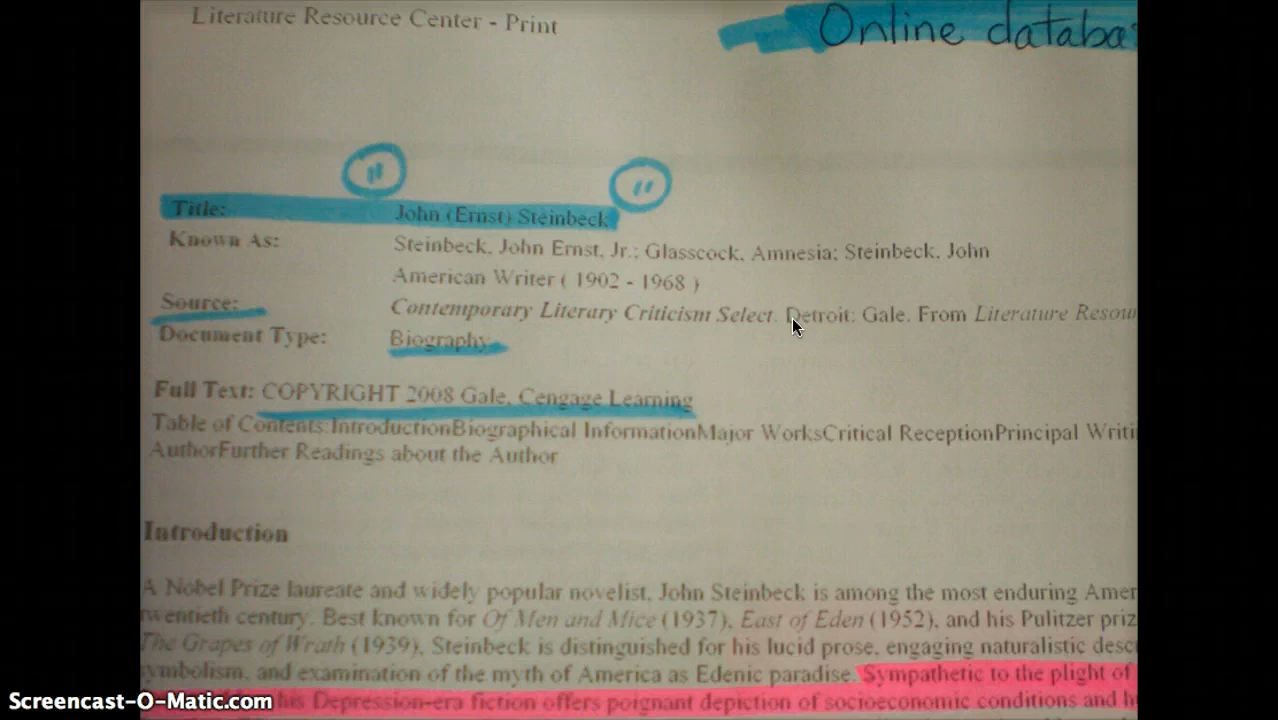 Literature Resource Center - Print
Online databa
" "
Title: John (Ernst) Steinbeck
Known As: Steinbeck, John Ernst, Jr.; Glasscock, Amnesia; Steinbeck, John
American Writer ( 1902 - 1968 )
Source: Contemporary Literary Criticism Select. Detroit: Gale. From Literature Resou
Document Type: Biography
Full Text: COPYRIGHT 2008 Gale, Cengage Learning
Table of Contents:IntroductionBiographical InformationMajor WorksCritical ReceptionPrincipal Writi
AuthorFurther Readings about the Author
Introduction
A Nobel Prize laureate and widely popular novelist, John Steinbeck is among the most enduring Amer
twentieth century. Best known for Of Men and Mice (1937), East of Eden (1952), and his Pulitzer priz
The Grapes of Wrath (1939), Steinbeck is distinguished for his lucid prose, engaging naturalistic desc
symbolism, and examination of the myth of America as Edenic paradise. Sympathetic to the plight of
his Depression-era fiction offers poignant depiction of socioeconomic conditions and h
Screencast-O-Matic.com